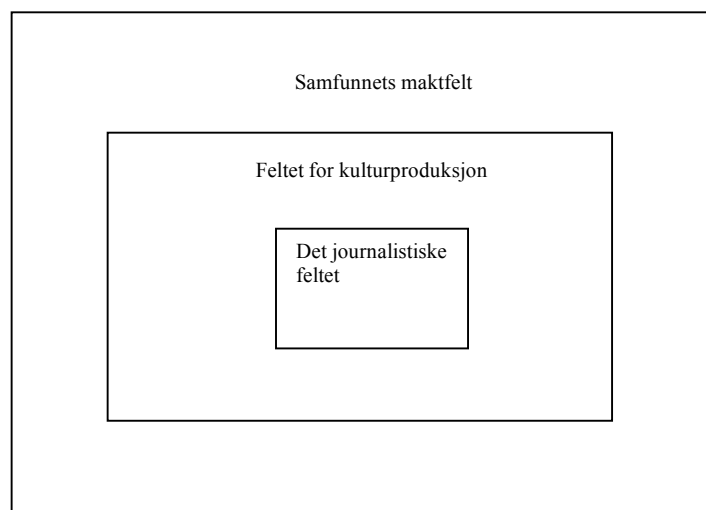 Samfunnets maktfelt
Feltet for kulturproduksjon
Det journalistiske
feltet